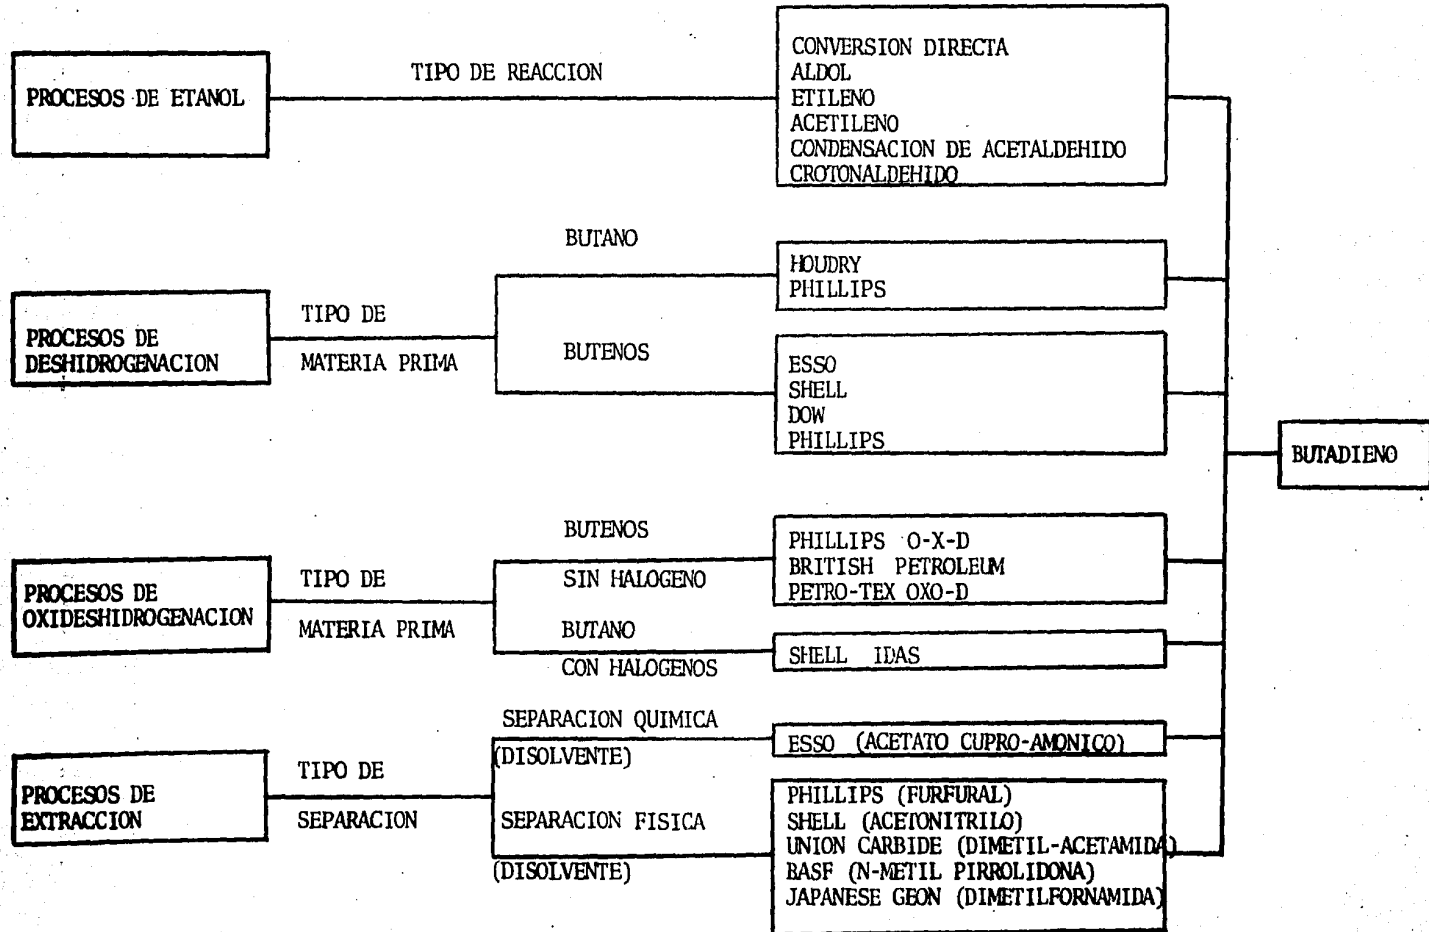 PROCESOS DE ETANOL
TIPO DE REACCION
CONVERSION DIRECTA
ALDOL
ETILENO
ACETILENO
CONDENSACION DE ACETALDEHIDO
CROTONALDEHIDO
PROCESOS DE
DESHIDROGENACION
TIPO DE
MATERIA PRIMA
BUTANO
HOUDRY
PHILLIPS
BUTENOS
ESSO
SHELL
DOW
PHILLIPS
BUTADIENO
PROCESOS DE
OXIDESHIDROGENACION
TIPO DE
MATERIA PRIMA
BUTENOS
SIN HALOGENO
PHILLIPS O-X-D
BRITISH PETROLEUM
PETRO-TEX OXO-D
BUTANO
CON HALOGENOS
SHELL IDAS
PROCESOS DE
EXTRACCION
TIPO DE
SEPARACION
SEPARACION QUIMICA
(DISOLVENTE)
ESSO (ACETATO CUPRO-AMONICO)
SEPARACION FISICA
(DISOLVENTE)
PHILLIPS (FURFURAL)
SHELL (ACETONITRILO)
UNION CARBIDE (DIMETIL-ACETAMIDA)
BASF (N-METIL PIRROLIDONA)
JAPANESE GEON (DIMETILFORNAMIDA)